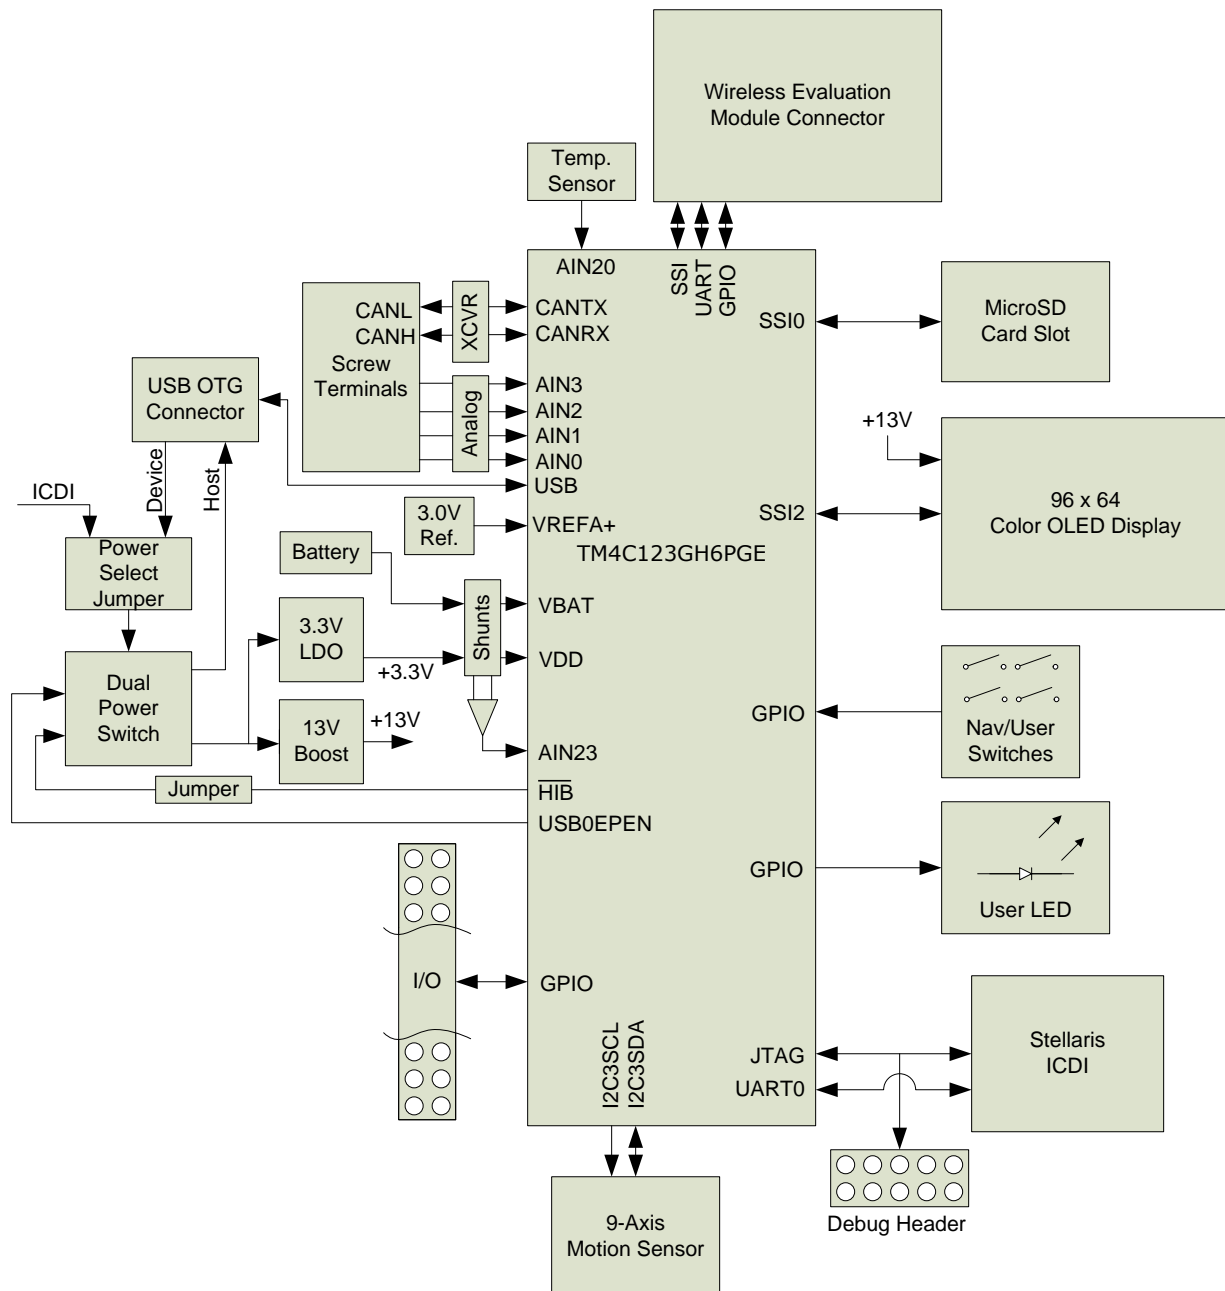 Wireless Evaluation
Module Connector
Temp.
Sensor
AIN20
SSI
UART
GPIO
CANL
CANH
Screw
Terminals
XCVR
CANTX
CANRX
Analog
AIN3
AIN2
AIN1
AIN0
USB
SSI0
MicroSD
Card Slot
USB OTG
Connector
Device
Host
ICDI
+13V
96 x 64
Color OLED Display
SSI2
3.0V
Ref.
VREFA+
TM4C123GH6PGE
Power
Select
Jumper
Battery
Shunts
VBAT
VDD
3.3V
LDO
+3.3V
Dual
Power
Switch
13V
Boost
+13V
AIN23
GPIO
Nav/User
Switches
Jumper
HIB
USB0EPEN
GPIO
User LED
I/O
GPIO
I2C3SCL
I2C3SDA
JTAG
UART0
Stellaris
ICDI
Debug Header
9-Axis
Motion Sensor